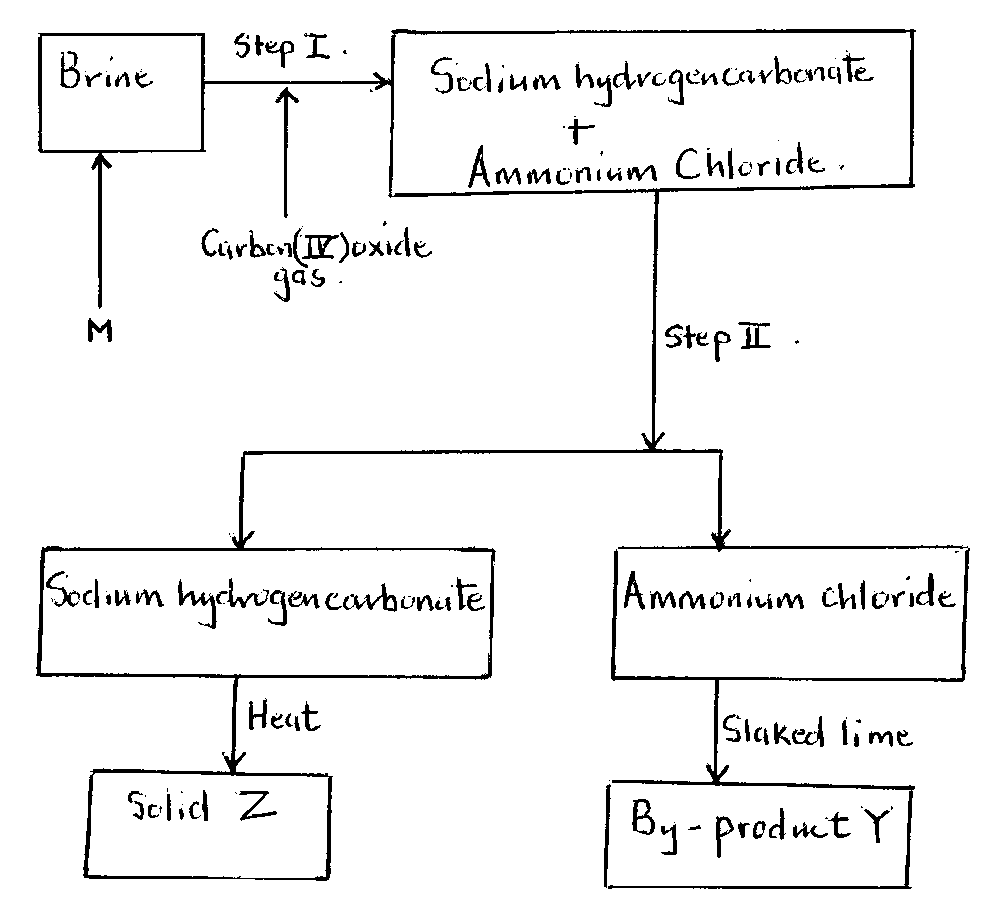 Step I.
Brine
Sodium hydrogencarbonate
+
Ammonium Chloride.
Carbon(IV)oxide
gas.
M
Step II.
Sodium hydrogencarbonate
Ammonium chloride
Heat
Slaked lime
Solid Z
By-product Y